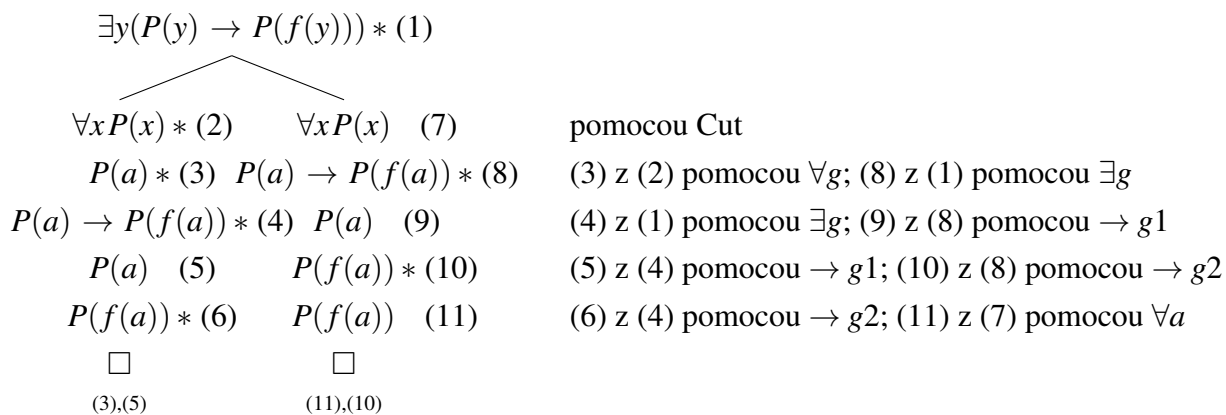 ∃y(P(y) → P(f(y))) ∗ (1)
∀xP(x) ∗ (2) ∀xP(x) (7) pomocou Cut
P(a) ∗ (3) P(a) → P(f(a)) ∗ (8) (3) z (2) pomocou ∀g; (8) z (1) pomocou ∃g
P(a) → P(f(a)) ∗ (4) P(a) (9) (4) z (1) pomocou ∃g; (9) z (8) pomocou → g1
P(a) (5) P(f(a)) ∗ (10) (5) z (4) pomocou → g1; (10) z (8) pomocou → g2
P(f(a)) ∗ (6) P(f(a)) (11) (6) z (4) pomocou → g2; (11) z (7) pomocou ∀a
□ □
(3),(5) (11),(10)